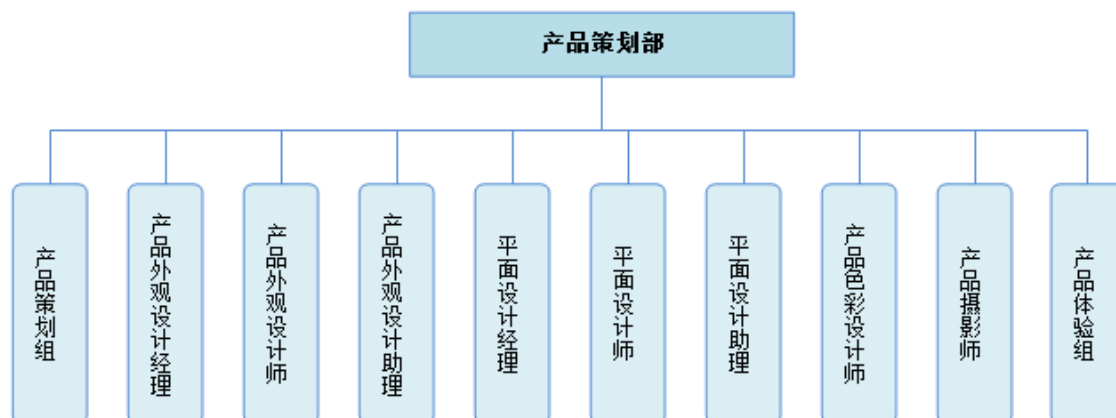 产品策划部
产品策划组
产品外观设计经理
产品外观设计师
产品外观设计助理
平面设计经理
平面设计师
平面设计助理
产品色彩设计师
产品摄影师
产品体验组